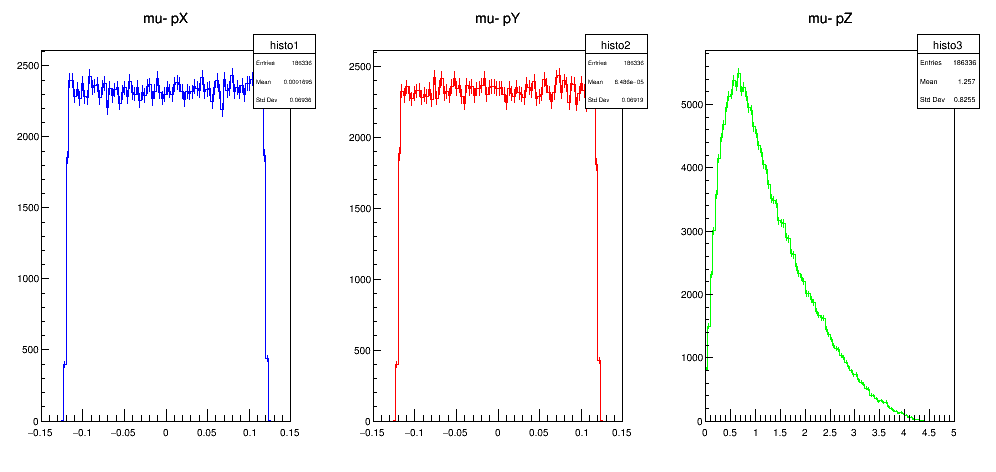 mu- pX
histo1
Entries 186336
Mean 0.0001695
Std Dev 0.06936
2500
2000
1500
1000
500
0
−0.15 −0.1 −0.05 0 0.05 0.1 0.15
mu- pY
histo2
Entries 186336
Mean 8.486e−05
Std Dev 0.06919
2500
2000
1500
1000
500
0
−0.15 −0.1 −0.05 0 0.05 0.1 0.15
mu- pZ
histo3
Entries 186336
Mean 1.257
Std Dev 0.8255
5000
4000
3000
2000
1000
0
0 0.5 1 1.5 2 2.5 3 3.5 4 4.5 5